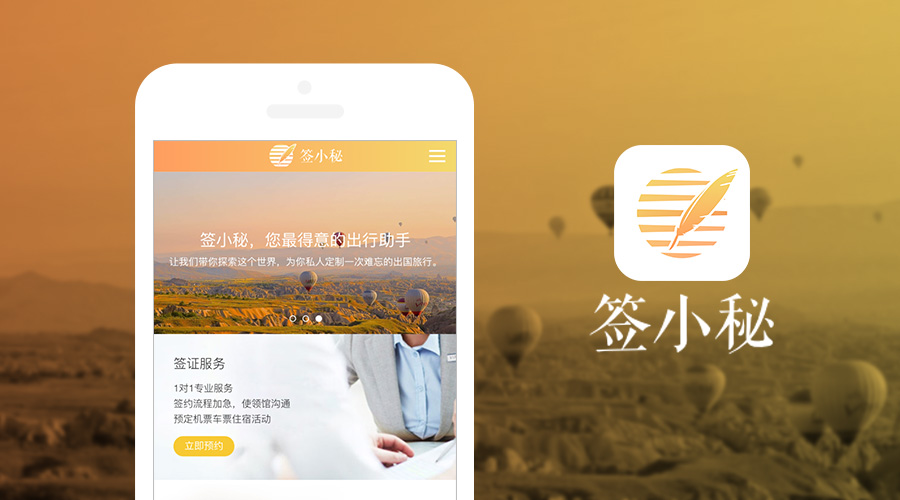 签小秘
签小秘，您最得意的出行助手
让我们带你探索这个世界，为你私人定制一次难忘的出国旅行。
签证服务
1对1专业服务
签约流程加急，使领馆沟通
预定机票车票住宿活动
立即预约
签小秘